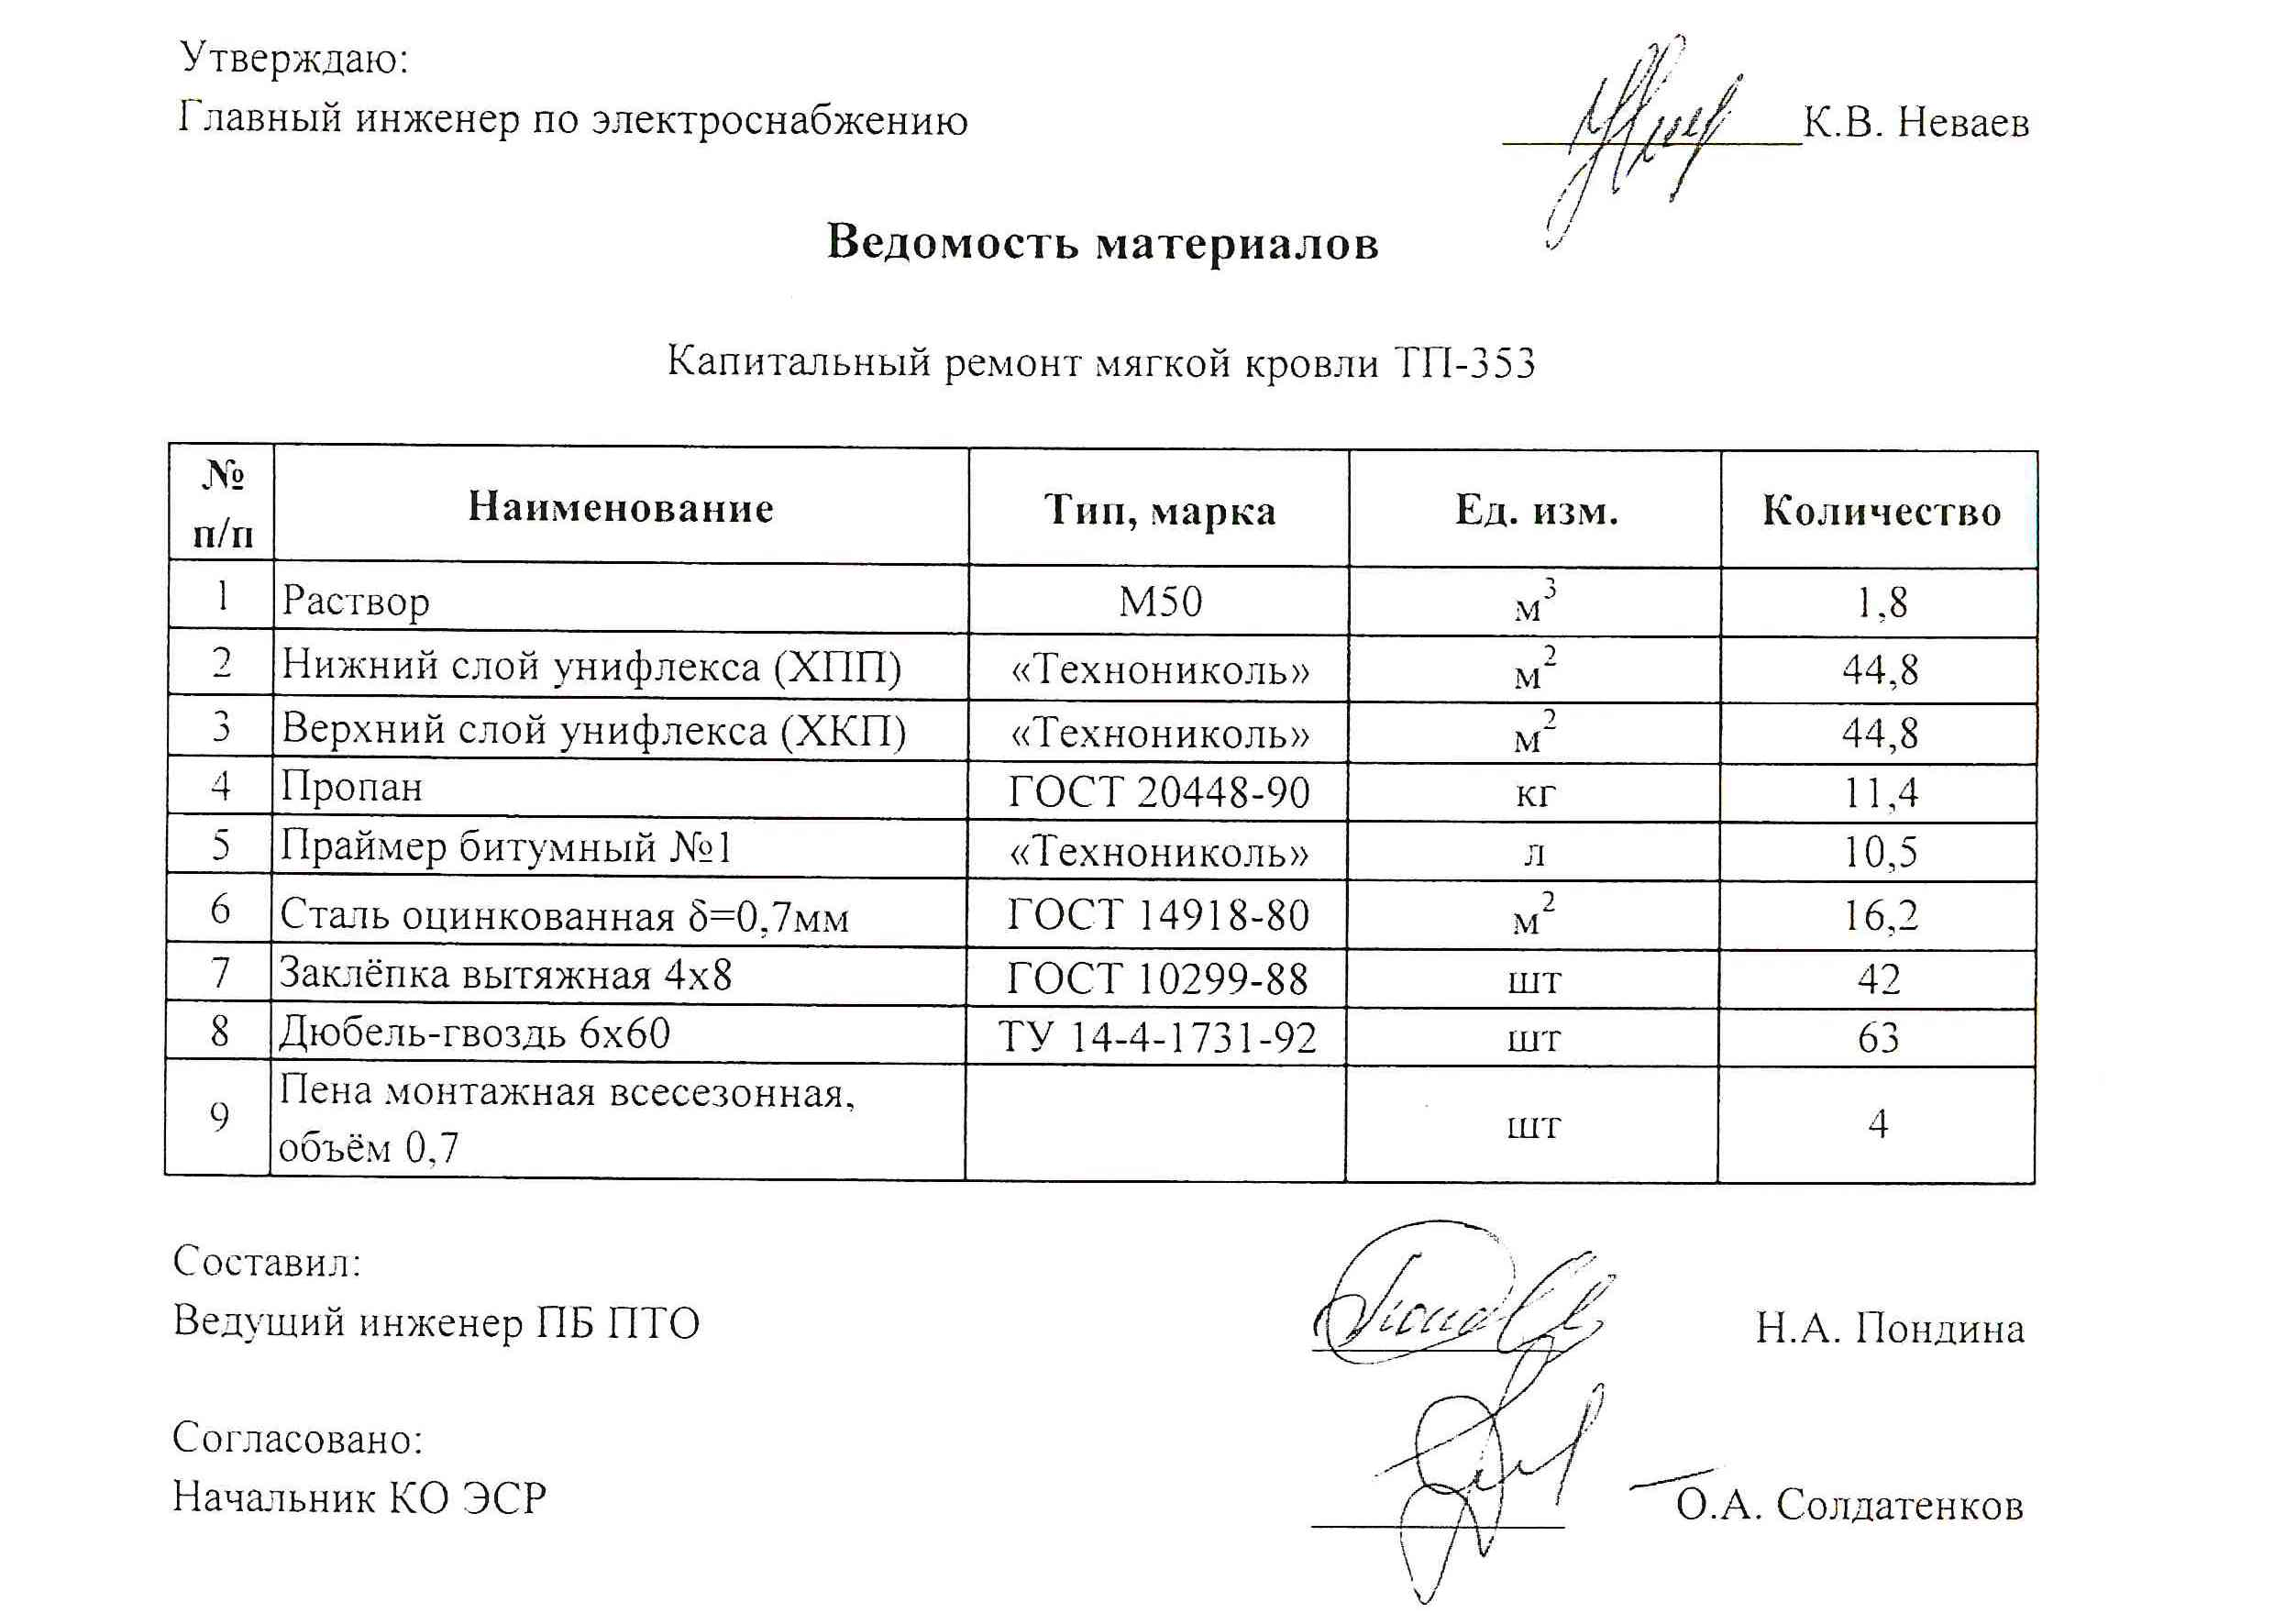 Утверждаю:
Главный инженер по электроснабжению К.В. Неваев
Ведомость материалов
Капитальный ремонт мягкой кровли ТП-353
№ п/п Наименование Тип, марка Ед. изм. Количество
1 Раствор М50 м³ 1,8
2 Нижний слой унифлекса (ХПП) «Технониколь» м² 44,8
3 Верхний слой унифлекса (ХКП) «Технониколь» м² 44,8
4 Пропан ГОСТ 20448-90 кг 11,4
5 Праймер битумный №1 «Технониколь» л 10,5
6 Сталь оцинкованная δ=0,7мм ГОСТ 14918-80 м² 16,2
7 Заклёпка вытяжная 4х8 ГОСТ 10299-88 шт 42
8 Дюбель-гвоздь 6х60 ТУ 14-4-1731-92 шт 63
9 Пена монтажная всесезонная,
объём 0,7 шт 4
Составил:
Ведущий инженер ПБ ПТО Н.А. Пондина
Согласовано:
Начальник КО ЭСР О.А. Солдатенков